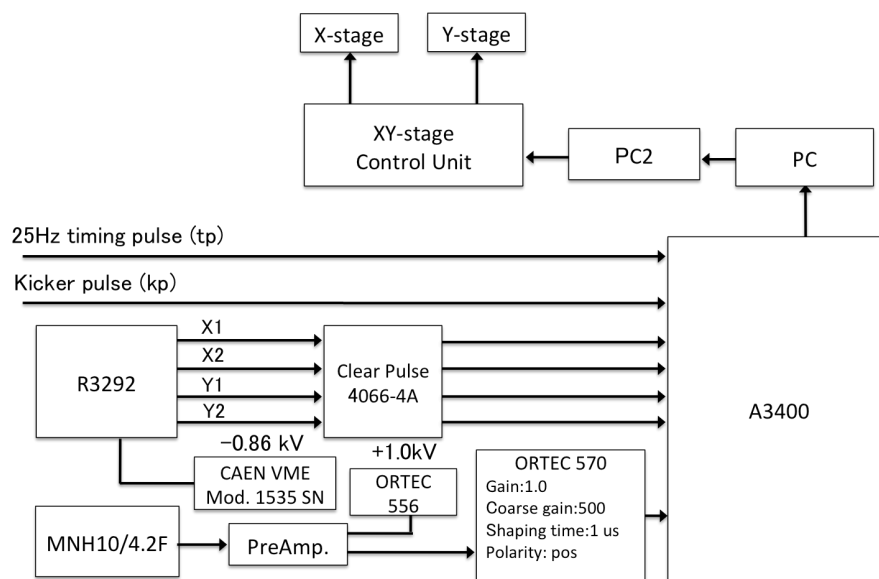 X-stage
Y-stage
XY-stage
Control Unit
PC2
PC
25Hz timing pulse (tp)
Kicker pulse (kp)
R3292
X1
X2
Y1
Y2
Clear Pulse
4066-4A
A3400
-0.86 kV
CAEN VME
Mod. 1535 SN
+1.0kV
ORTEC
556
ORTEC 570
Gain:1.0
Coarse gain:500
Shaping time:1 us
Polarity: pos
MNH10/4.2F
PreAmp.